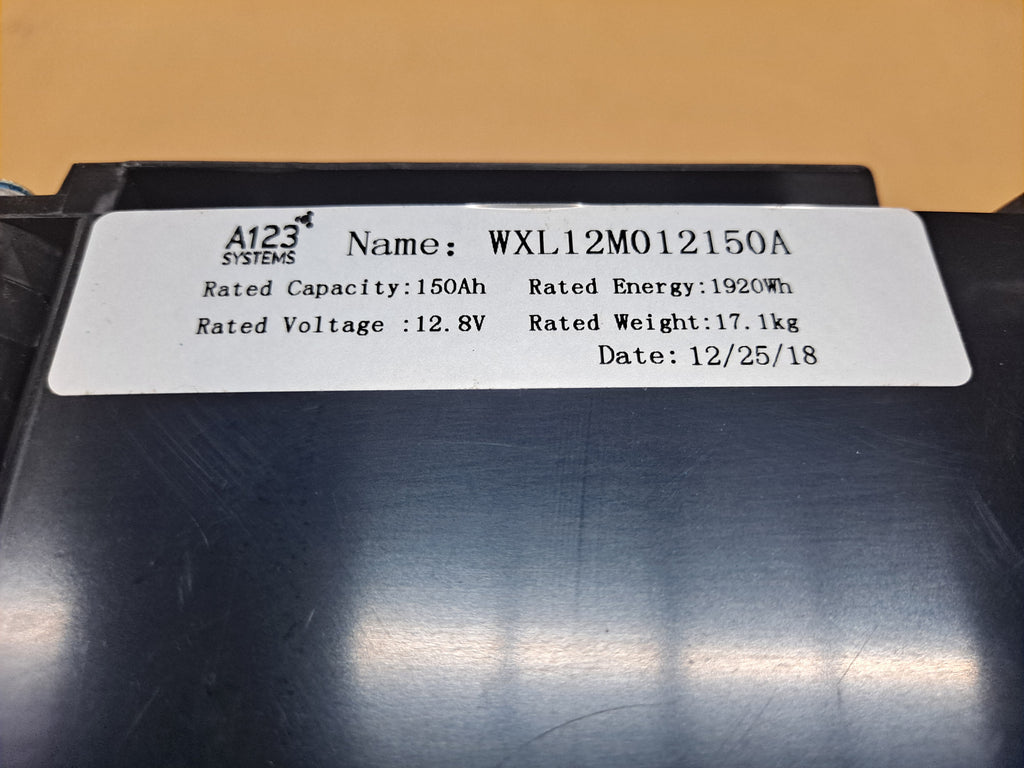 A123
SYSTEMS
Name: WXL12M012150A
Rated Capacity:150Ah Rated Energy:1920Wh
Rated Voltage :12.8V Rated Weight:17.1kg
Date: 12/25/18